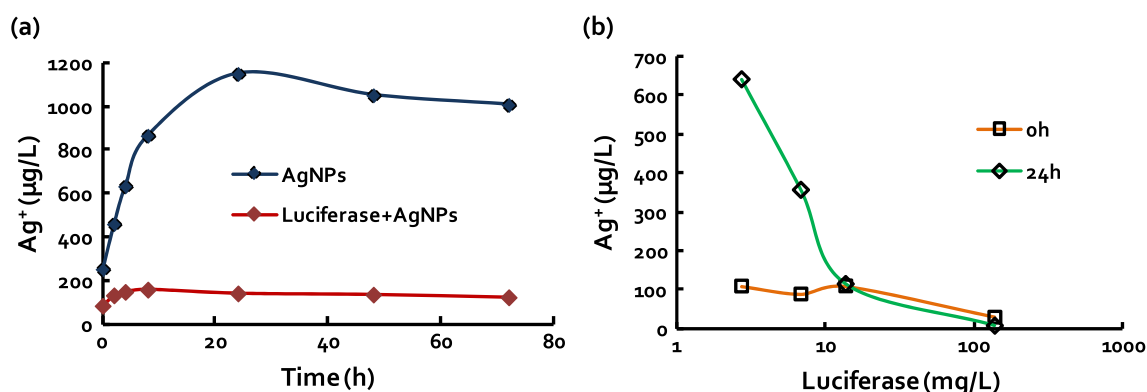 (a)
1200
1000
800
600
400
200
0
Ag⁺ (µg/L)
AgNPs
Luciferase+AgNPs
0
20
40
60
80
Time (h)
(b)
700
600
500
400
300
200
100
0
Ag⁺ (µg/L)
0h
24h
1
10
100
1000
Luciferase (mg/L)